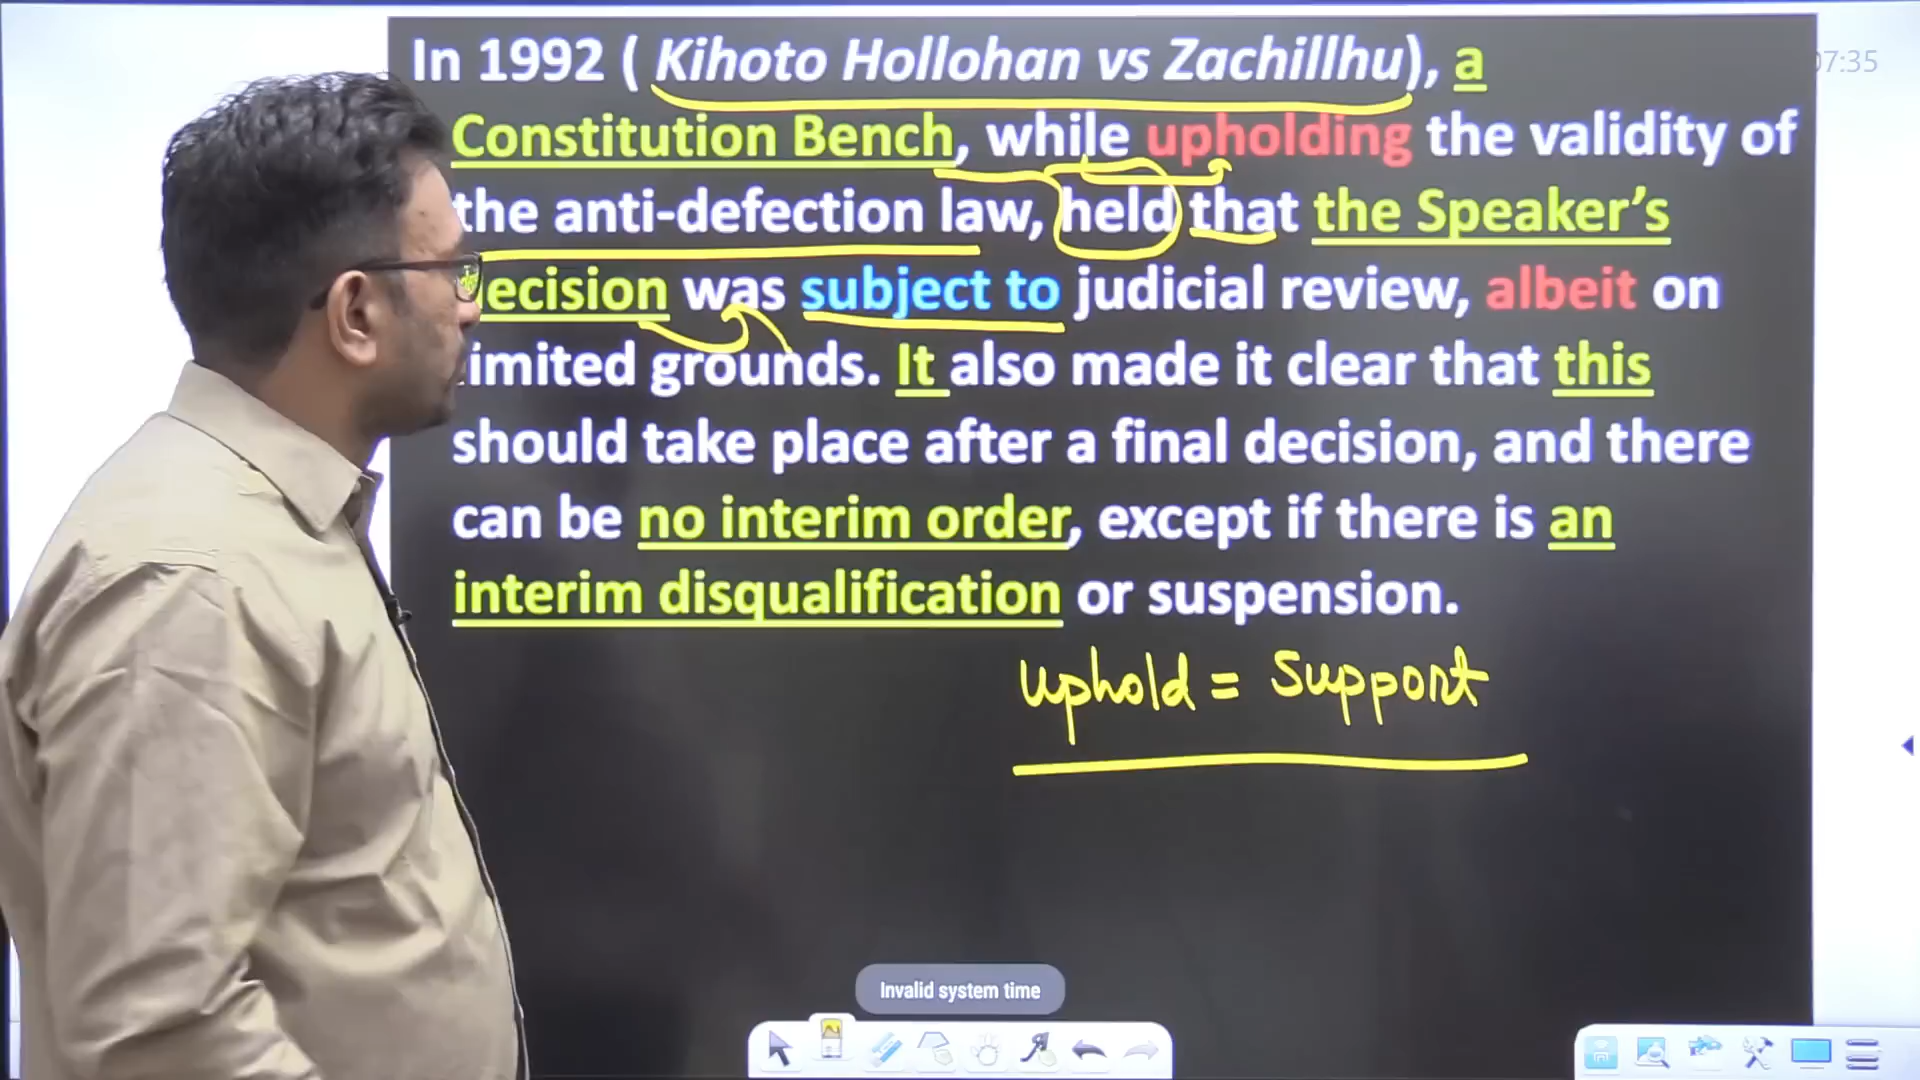 In 1992 ( Kihoto Hollohan vs Zachillhu), a
Constitution Bench, while upholding the validity of
the anti-defection law, held that the Speaker's
decision was subject to judicial review, albeit on
limited grounds. It also made it clear that this
should take place after a final decision, and there
can be no interim order, except if there is an
interim disqualification or suspension.
uphold = support
07:35
Invalid system time